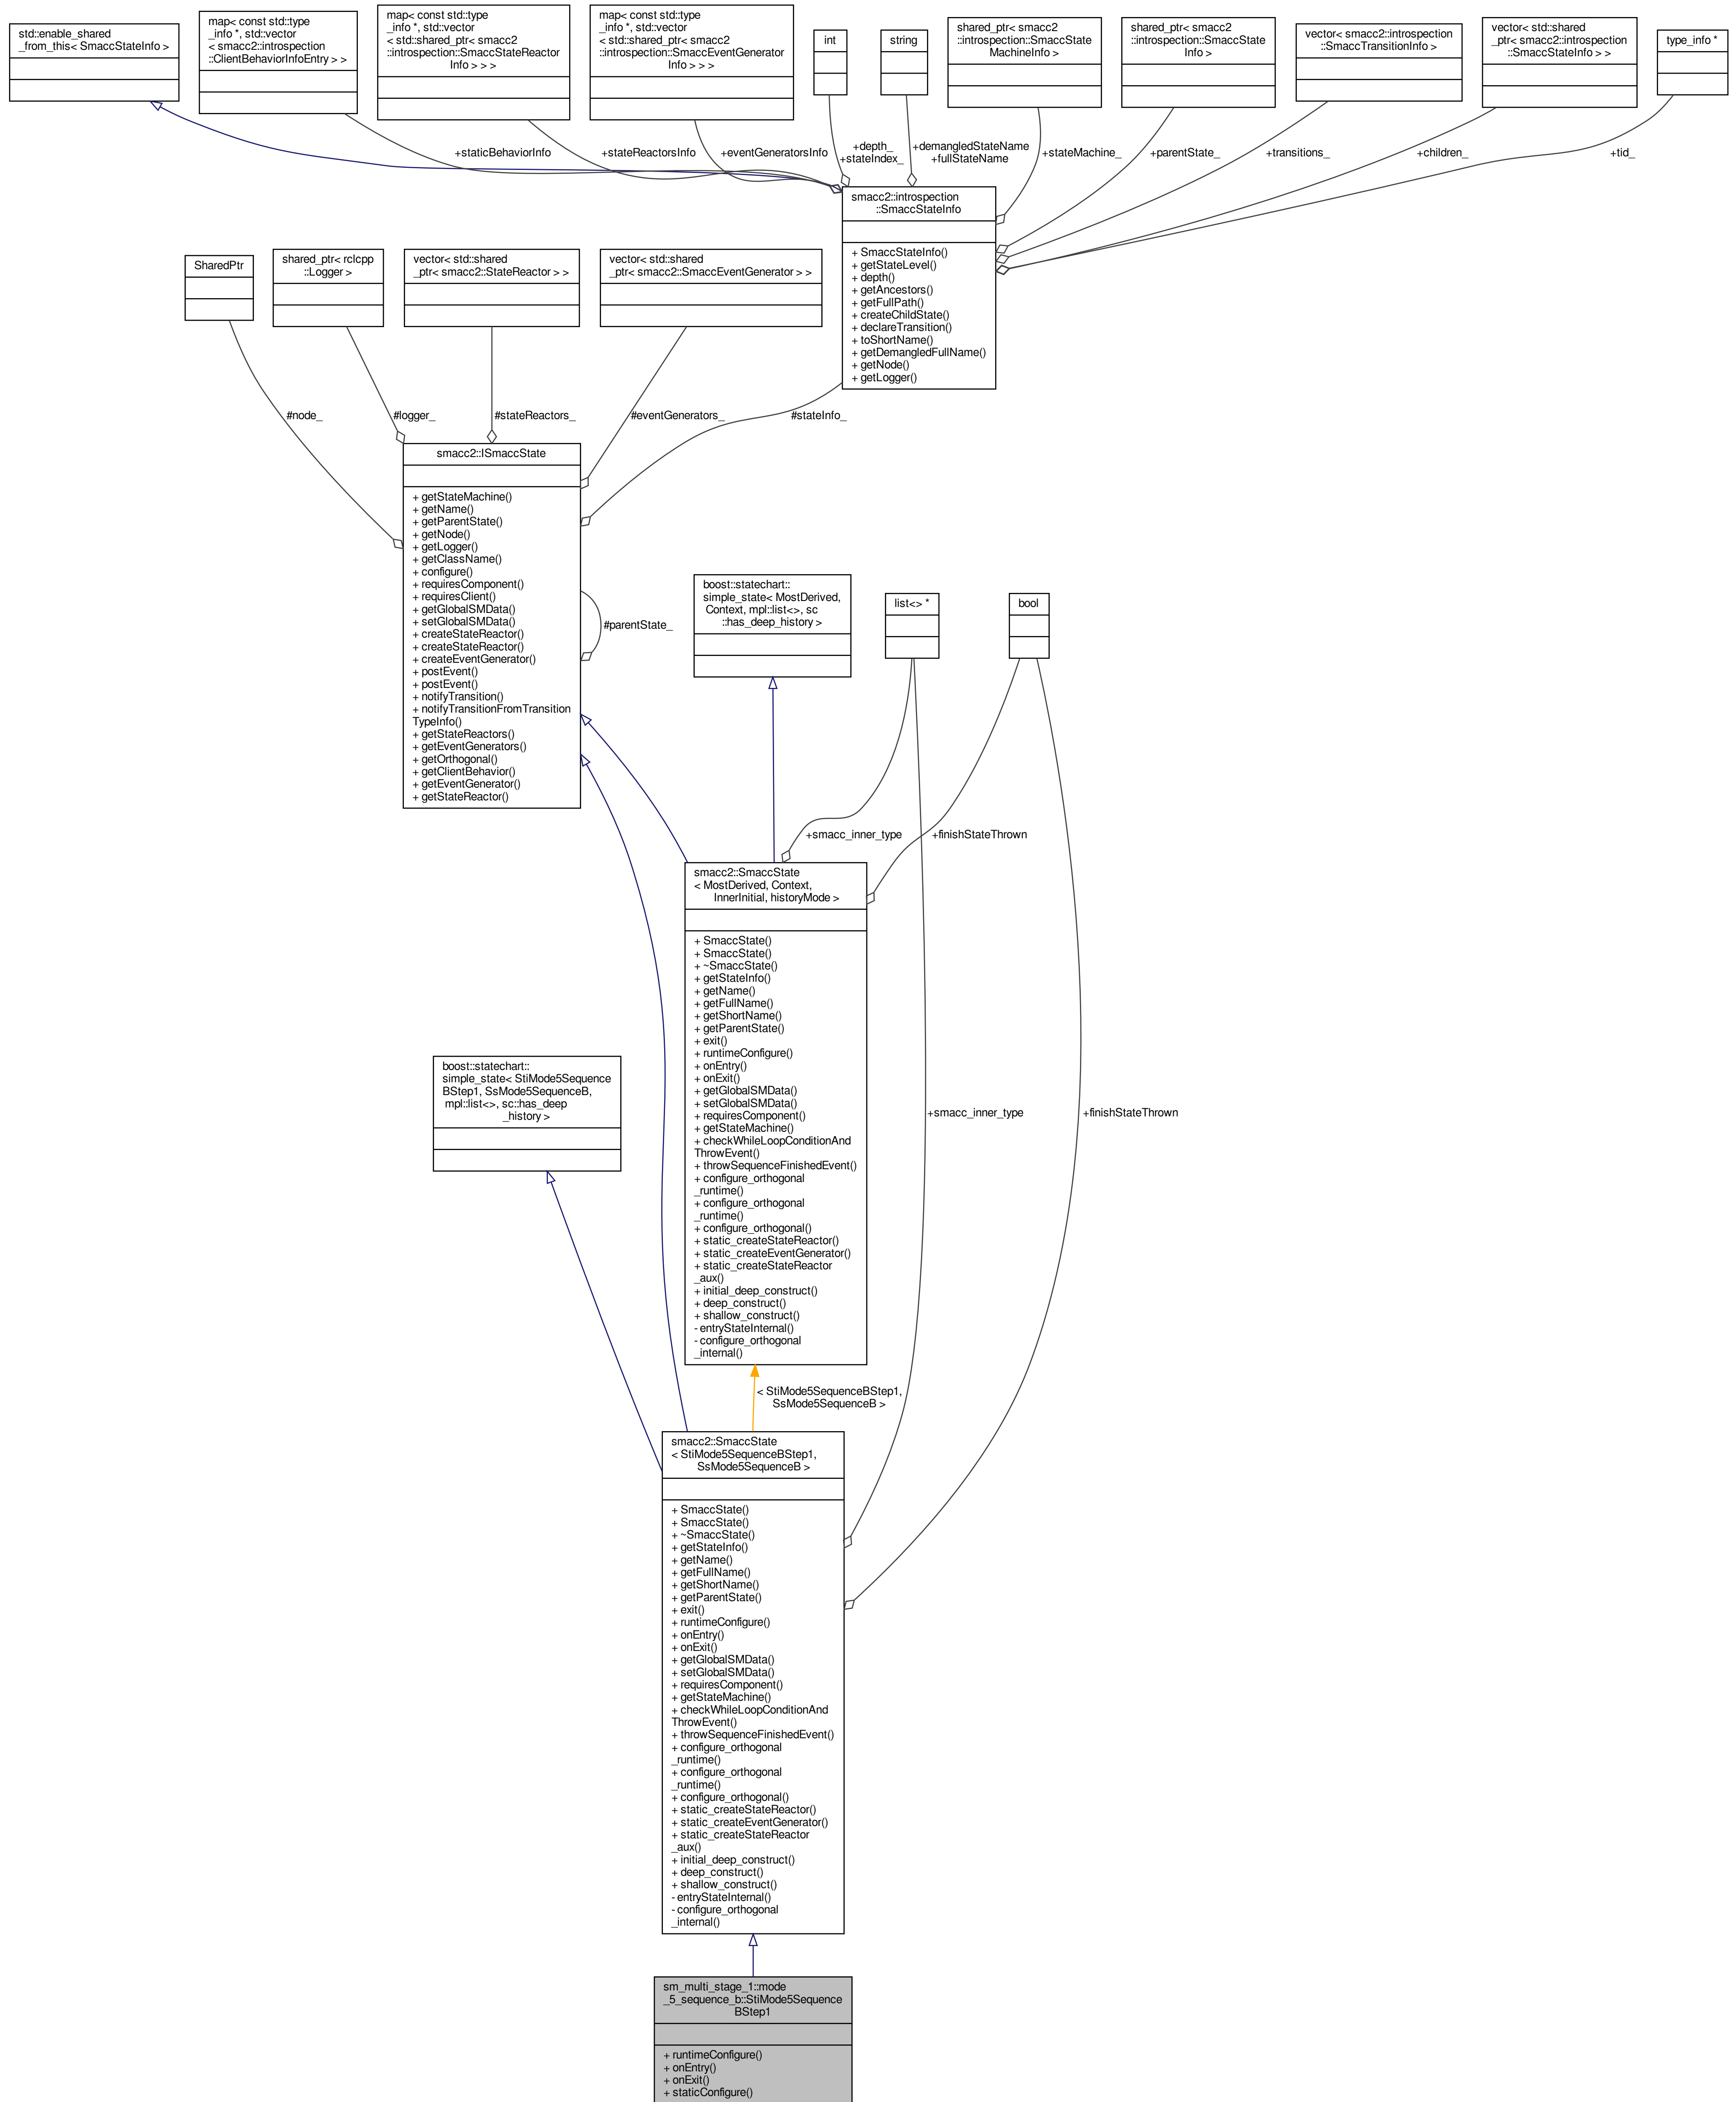 std::enable_shared
_from_this< SmaccStateInfo >
map< const std::type
_info *, std::vector
< smacc2::introspection
::ClientBehaviorInfoEntry > >
map< const std::type
_info *, std::vector
< std::shared_ptr< smacc2
::introspection::SmaccStateReactor
Info > > >
map< const std::type
_info *, std::vector
< std::shared_ptr< smacc2
::introspection::SmaccEventGenerator
Info > > >
int
string
shared_ptr< smacc2
::introspection::SmaccState
MachineInfo >
shared_ptr< smacc2
::introspection::SmaccState
Info >
vector< smacc2::introspection
::SmaccTransitionInfo >
vector< std::shared
_ptr< smacc2::introspection
::SmaccStateInfo > >
type_info *
+staticBehaviorInfo
+stateReactorsInfo
+eventGeneratorsInfo
+depth_
+stateIndex_
+demangledStateName
+fullStateName
+stateMachine_
+parentState_
+transitions_
+children_
+tid_
smacc2::introspection
::SmaccStateInfo
+ SmaccStateInfo()
+ getStateLevel()
+ depth()
+ getAncestors()
+ getFullPath()
+ createChildState()
+ declareTransition()
+ toShortName()
+ getDemangledFullName()
+ getNode()
+ getLogger()
SharedPtr
shared_ptr< rclcpp
::Logger >
vector< std::shared
_ptr< smacc2::StateReactor > >
vector< std::shared
_ptr< smacc2::SmaccEventGenerator > >
#node_
#logger_
#stateReactors_
#eventGenerators_
#stateInfo_
smacc2::ISmaccState
+ getStateMachine()
+ getName()
+ getParentState()
+ getNode()
+ getLogger()
+ getClassName()
+ configure()
+ requiresComponent()
+ requiresClient()
+ getGlobalSMData()
+ setGlobalSMData()
+ createStateReactor()
+ createStateReactor()
+ createEventGenerator()
+ postEvent()
+ postEvent()
+ notifyTransition()
+ notifyTransitionFromTransition
TypeInfo()
+ getStateReactors()
+ getEventGenerators()
+ getOrthogonal()
+ getClientBehavior()
+ getEventGenerator()
+ getStateReactor()
#parentState_
boost::statechart::
simple_state< MostDerived,
Context, mpl::list<>, sc
::has_deep_history >
list<> *
bool
+smacc_inner_type
+finishStateThrown
smacc2::SmaccState
< MostDerived, Context,
InnerInitial, historyMode >
+ SmaccState()
+ SmaccState()
+ ~SmaccState()
+ getStateInfo()
+ getName()
+ getFullName()
+ getShortName()
+ getParentState()
+ exit()
+ runtimeConfigure()
+ onEntry()
+ onExit()
+ getGlobalSMData()
+ setGlobalSMData()
+ requiresComponent()
+ getStateMachine()
+ checkWhileLoopConditionAnd
ThrowEvent()
+ throwSequenceFinishedEvent()
+ configure_orthogonal
_runtime()
+ configure_orthogonal
_runtime()
+ configure_orthogonal()
+ static_createStateReactor()
+ static_createEventGenerator()
+ static_createStateReactor
_aux()
+ initial_deep_construct()
+ deep_construct()
+ shallow_construct()
- entryStateInternal()
- configure_orthogonal
_internal()
boost::statechart::
simple_state< StiMode5Sequence
BStep1, SsMode5SequenceB,
mpl::list<>, sc::has_deep
_history >
+smacc_inner_type
+finishStateThrown
< StiMode5SequenceBStep1,
SsMode5SequenceB >
smacc2::SmaccState
< StiMode5SequenceBStep1,
SsMode5SequenceB >
+ SmaccState()
+ SmaccState()
+ ~SmaccState()
+ getStateInfo()
+ getName()
+ getFullName()
+ getShortName()
+ getParentState()
+ exit()
+ runtimeConfigure()
+ onEntry()
+ onExit()
+ getGlobalSMData()
+ setGlobalSMData()
+ requiresComponent()
+ getStateMachine()
+ checkWhileLoopConditionAnd
ThrowEvent()
+ throwSequenceFinishedEvent()
+ configure_orthogonal
_runtime()
+ configure_orthogonal
_runtime()
+ configure_orthogonal()
+ static_createStateReactor()
+ static_createEventGenerator()
+ static_createStateReactor
_aux()
+ initial_deep_construct()
+ deep_construct()
+ shallow_construct()
- entryStateInternal()
- configure_orthogonal
_internal()
sm_multi_stage_1::mode
_5_sequence_b::StiMode5Sequence
BStep1
+ runtimeConfigure()
+ onEntry()
+ onExit()
+ staticConfigure()